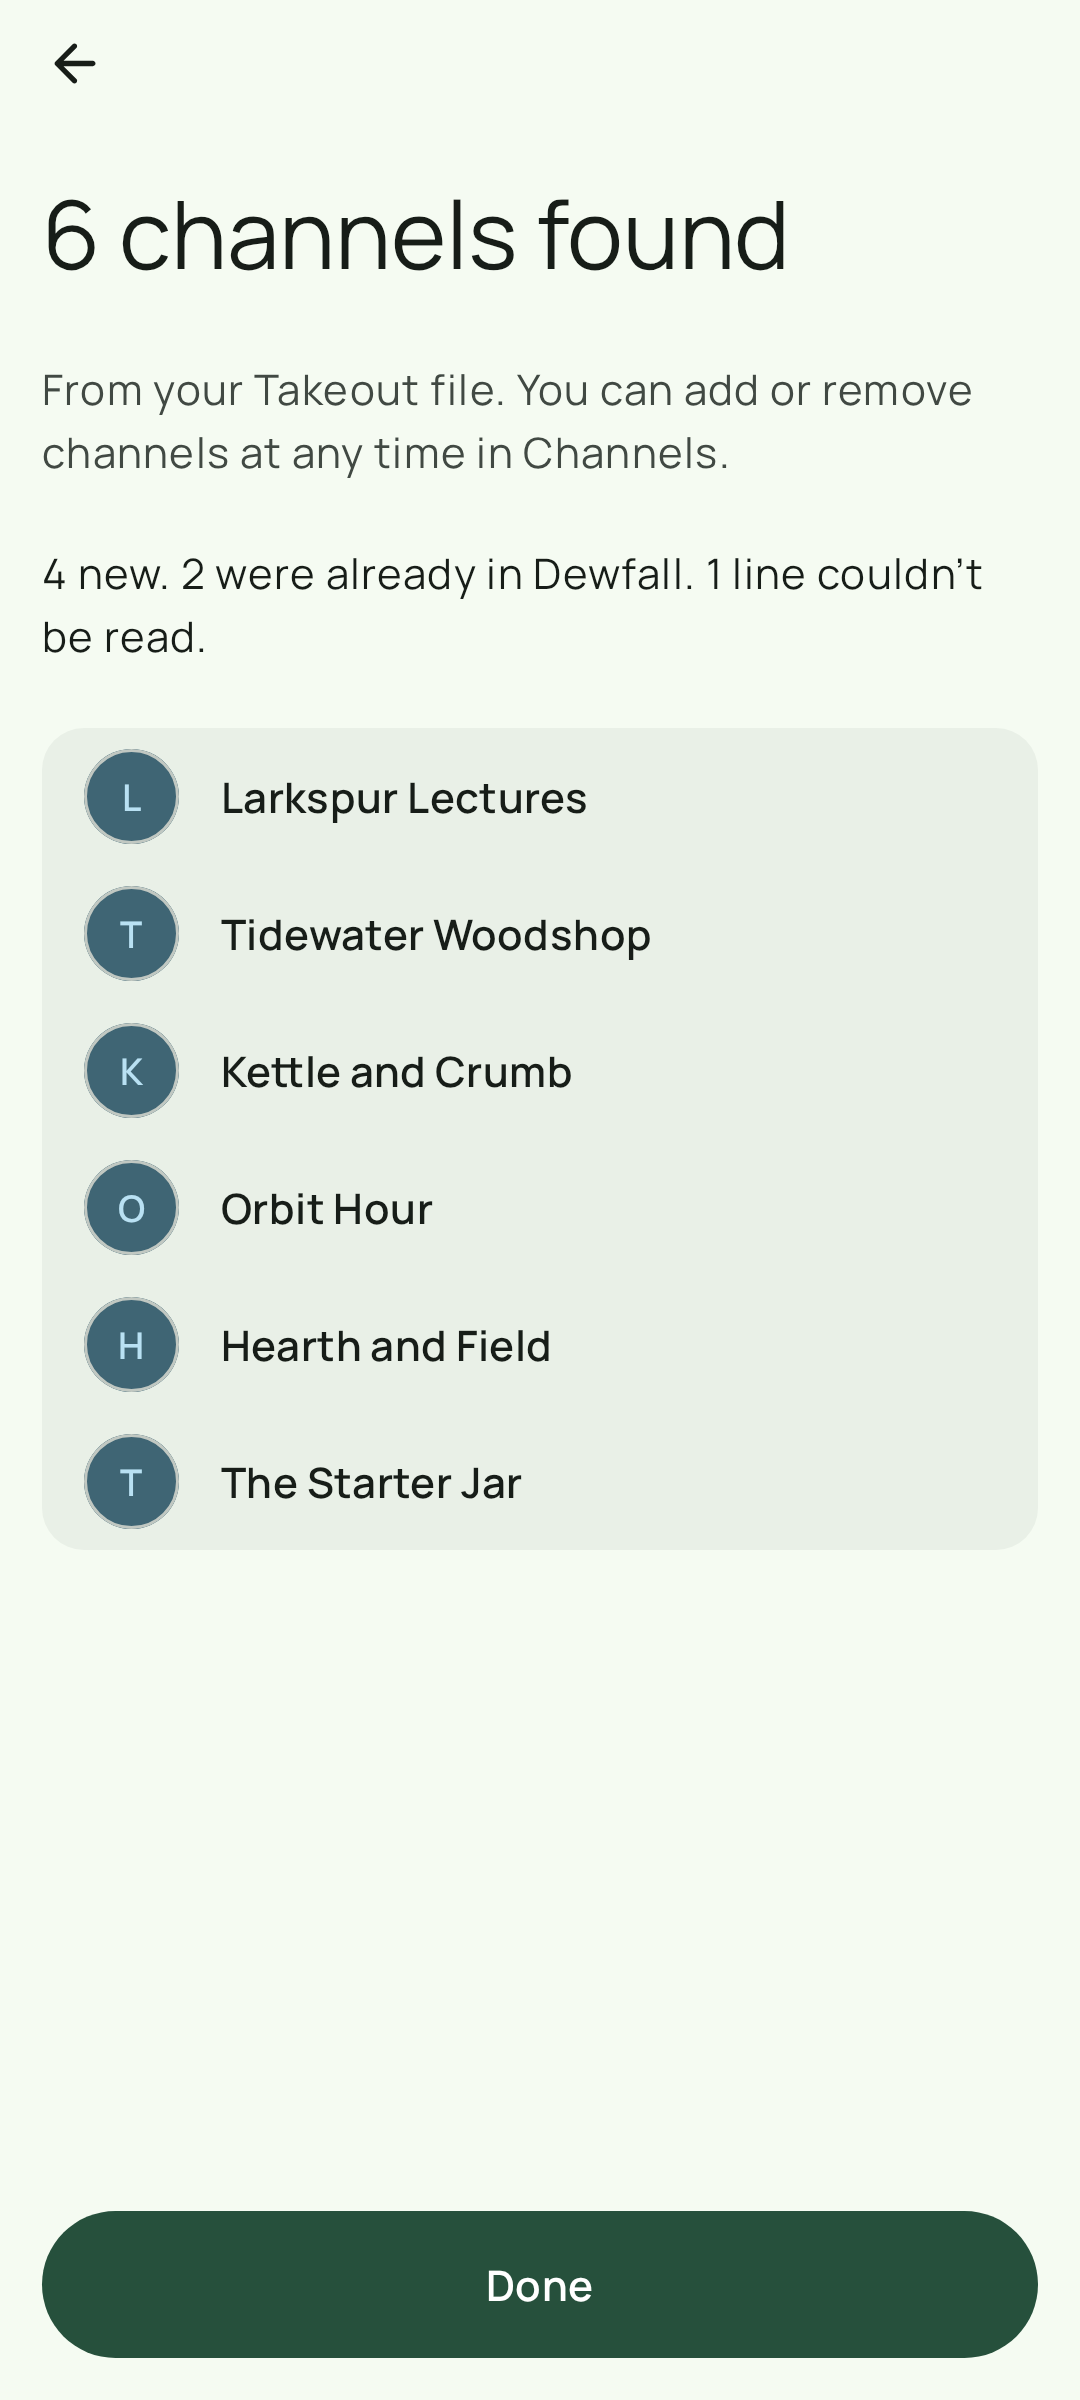 6 channels found
From your Takeout file. You can add or remove
channels at any time in Channels.
4 new. 2 were already in Dewfall. 1 line couldn’t
be read.
L Larkspur Lectures
T Tidewater Woodshop
K Kettle and Crumb
O Orbit Hour
H Hearth and Field
T The Starter Jar
Done